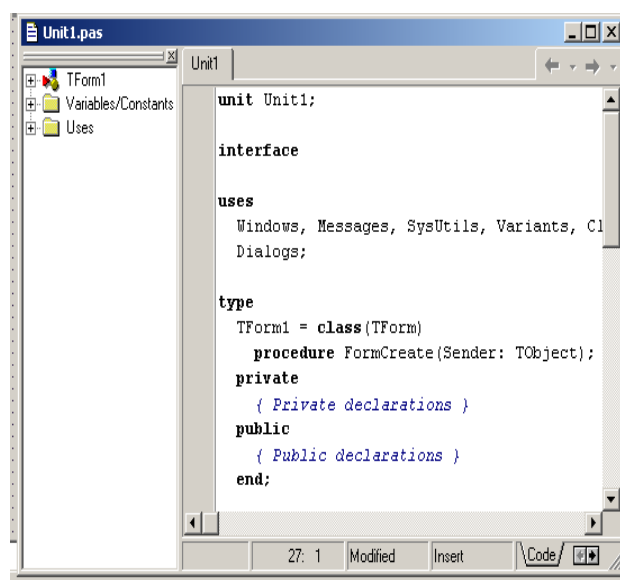 Unit1.pas
TForm1
Variables/Constants
Uses
Unit1
unit Unit1;
interface
uses
Windows, Messages, SysUtils, Variants, Cl
Dialogs;
type
TForm1 = class(TForm)
procedure FormCreate(Sender: TObject);
private
{ Private declarations }
public
{ Public declarations }
end;
27: 1 Modified Insert \Code/